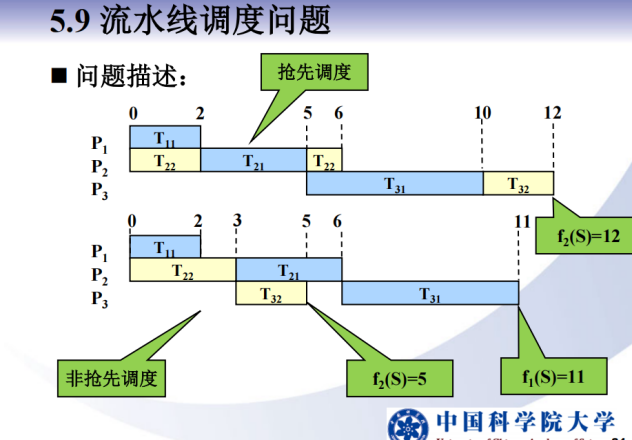 5.9 流水线调度问题
■ 问题描述：
抢先调度
0 2 5 6 10 12
P1 T11
P2 T22 T21 T22
P3 T31 T32
f2(S)=12
0 2 3 5 6 11
P1 T11
P2 T22 T21
P3 T32 T31
非抢先调度
f2(S)=5
f1(S)=11
中国科学院大学